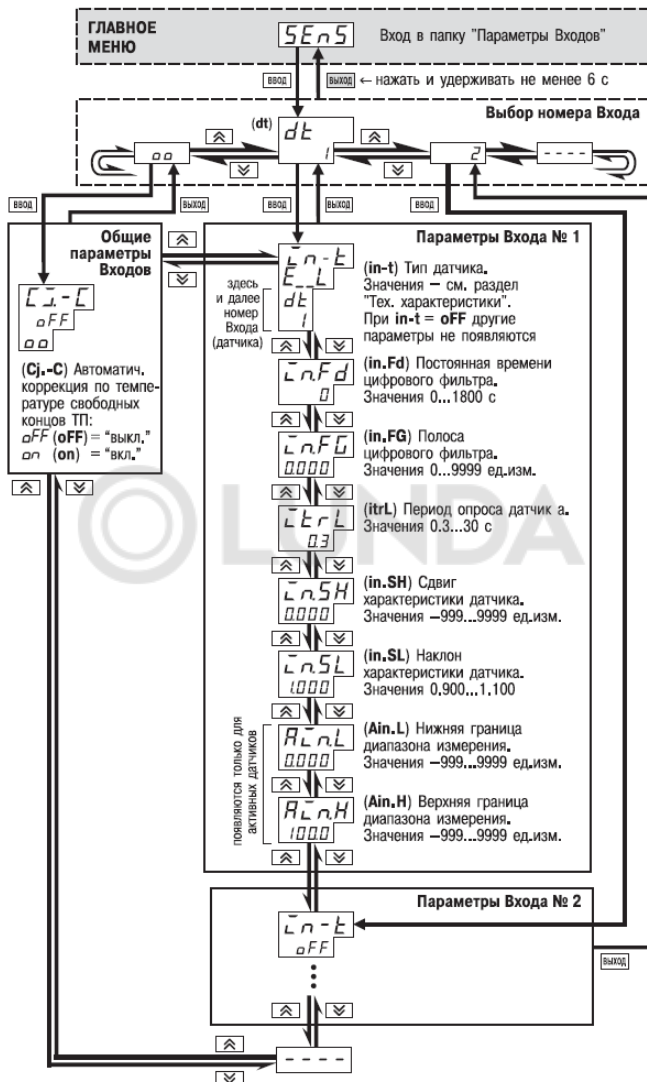 ГЛАВНОЕ
МЕНЮ
SEnS
Вход в папку "Параметры Входов"
ввод
выход
← нажать и удерживать не менее 6 с
Выбор номера Входа
(dt)
dt
1
oo
2
----
ввод
выход
ввод
выход
ввод
Общие
параметры
Входов
Cj.-C
oFF
oo
(Cj.-C) Автоматич.
коррекция по темпе-
ратуре свободных
концов ТП:
oFF (oFF) = "выкл."
on (on) = "вкл."
Параметры Входа № 1
in-t
E__L
dt
1
здесь
и далее
номер
Входа
(датчика)
(in-t) Тип датчика.
Значения – см. раздел
"Тех. характеристики".
При in-t = oFF другие
параметры не появляются
in.Fd
0
(in.Fd) Постоянная времени
цифрового фильтра.
Значения 0...1800 с
in.FG
0.000
(in.FG) Полоса
цифрового фильтра.
Значения 0...9999 ед.изм.
itrL
0.3
(itrL) Период опроса датчик а.
Значения 0.3...30 с
in.SH
0.000
(in.SH) Сдвиг
характеристики датчика.
Значения –999...9999 ед.изм.
in.SL
1.000
(in.SL) Наклон
характеристики датчика.
Значения 0.900...1.100
появляются только для
активных датчиков
Ain.L
0.000
(Ain.L) Нижняя граница
диапазона измерения.
Значения –999...9999 ед.изм.
Ain.H
100.0
(Ain.H) Верхняя граница
диапазона измерения.
Значения –999...9999 ед.изм.
LUNDA
Параметры Входа № 2
in-t
oFF
выход
----